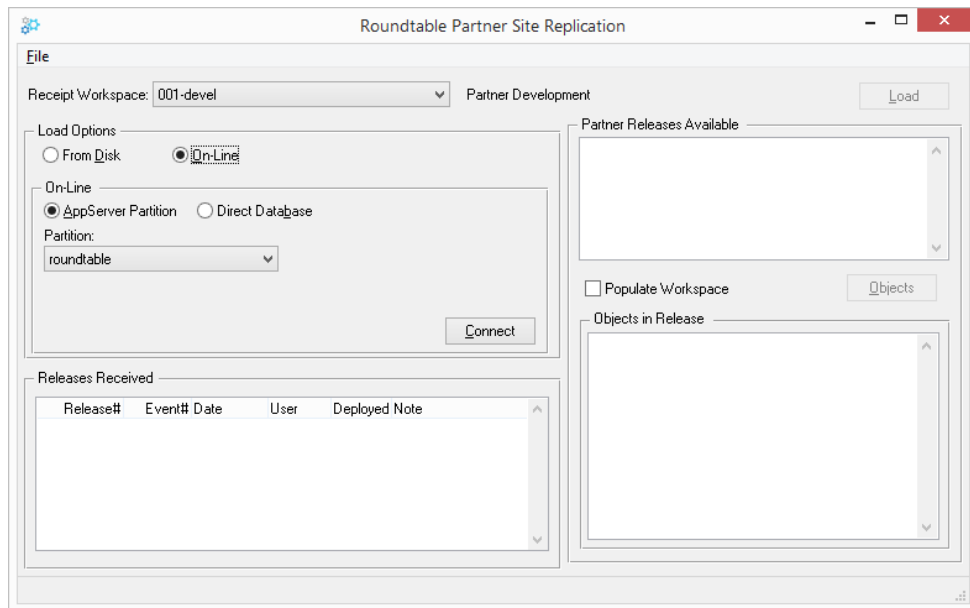 Roundtable Partner Site Replication
File
Receipt Workspace: 001-devel Partner Development Load
Load Options
From Disk On-Line
On-Line
AppServer Partition Direct Database
Partition:
roundtable
Connect
Releases Received
Release# Event# Date User Deployed Note
Partner Releases Available
Populate Workspace Objects
Objects in Release